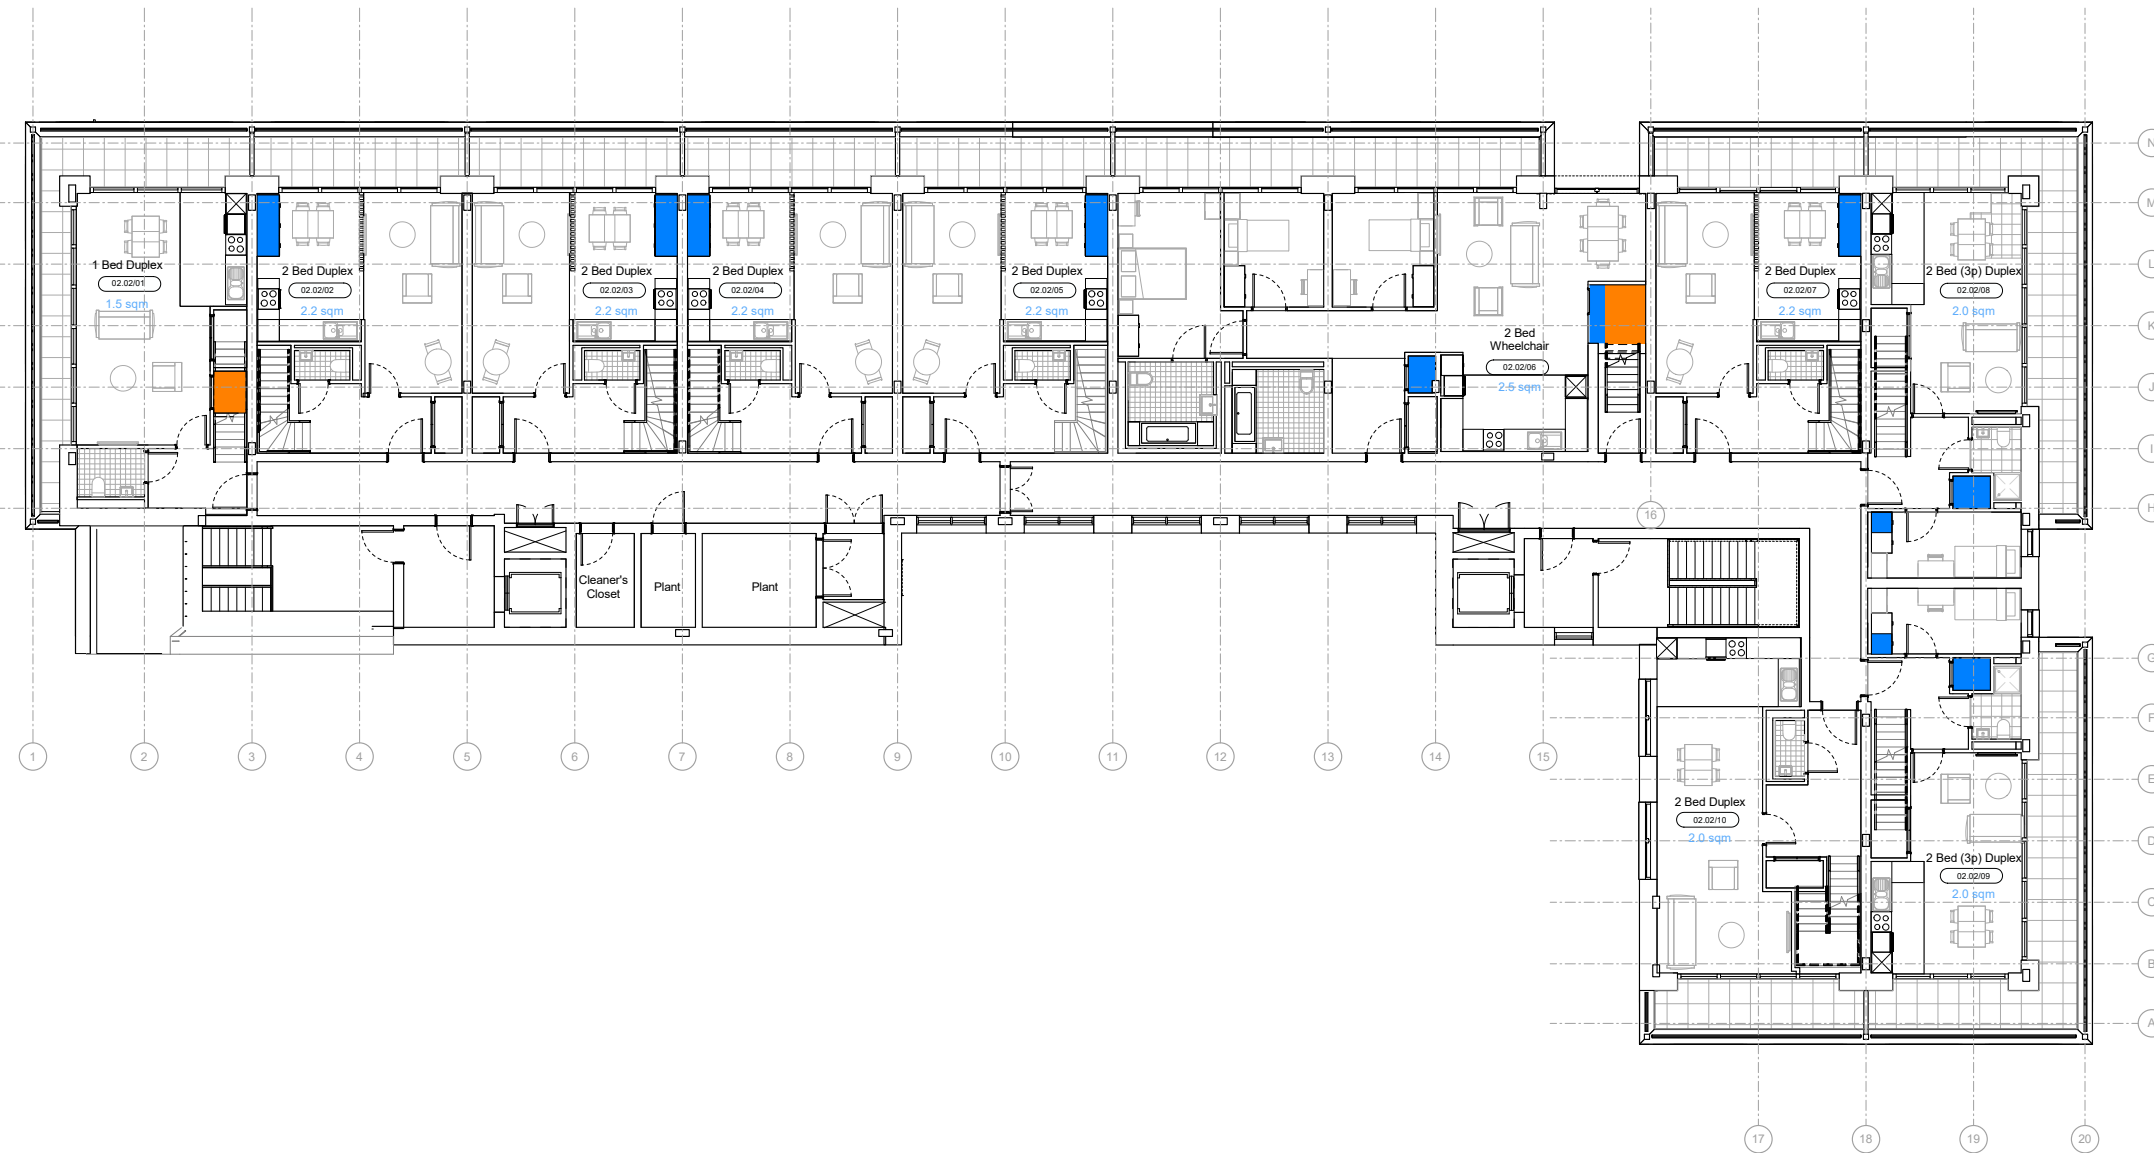 1 Bed Duplex
02.02/01
1.5 sqm
2 Bed Duplex
02.02/02
2.2 sqm
2 Bed Duplex
02.02/03
2.2 sqm
2 Bed Duplex
02.02/04
2.2 sqm
2 Bed Duplex
02.02/05
2.2 sqm
2 Bed
Wheelchair
02.02/06
2.5 sqm
2 Bed Duplex
02.02/07
2.2 sqm
2 Bed (3p) Duplex
02.02/08
2.0 sqm
Cleaner's
Closet
Plant
Plant
2 Bed Duplex
02.02/10
2.0 sqm
2 Bed (3p) Duplex
02.02/09
2.0 sqm
1 2 3 4 5 6 7 8 9 10 11 12 13 14 15
16
17 18 19 20
N
M
L
K
J
I
H
G
F
E
D
C
B
A